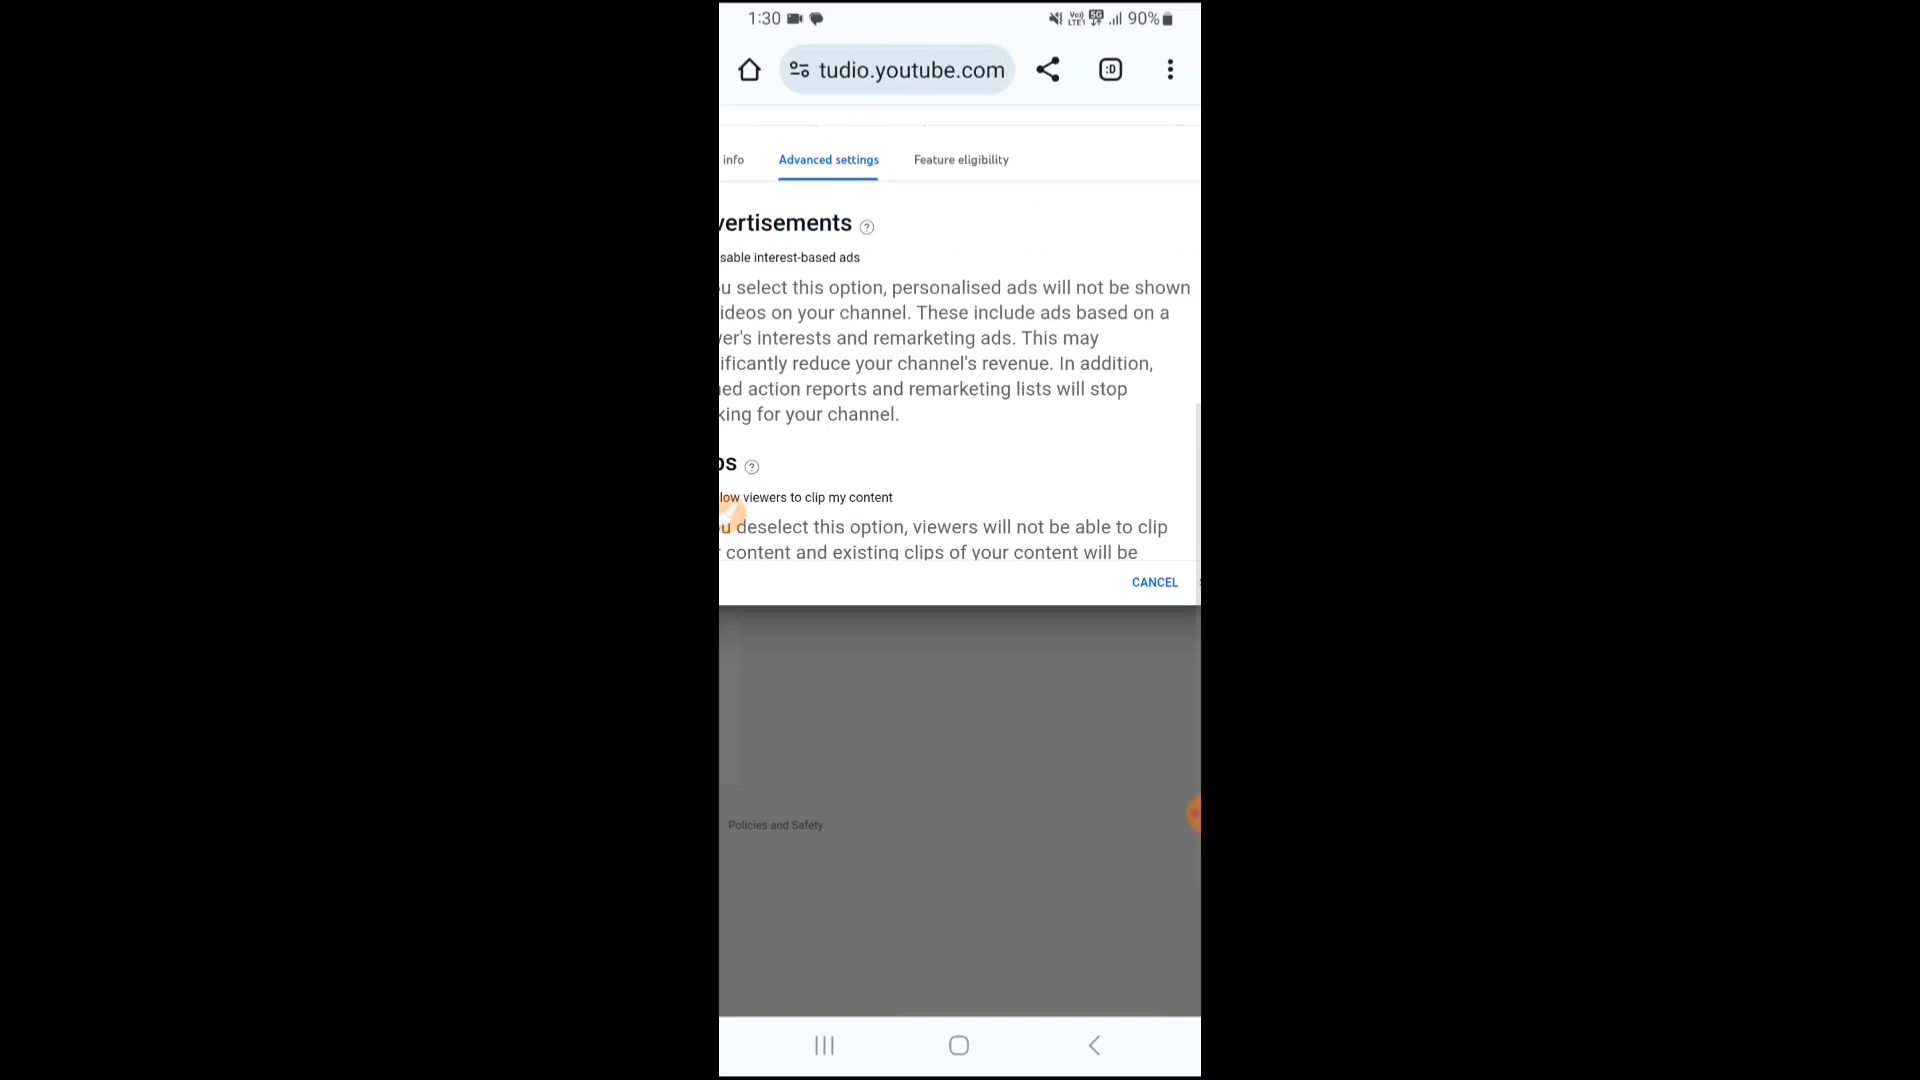 1:30 90%
tudio.youtube.com :D
info Advanced settings Feature eligibility
vertisements ?
sable interest-based ads
u select this option, personalised ads will not be shown
ideos on your channel. These include ads based on a
er's interests and remarketing ads. This may
ificantly reduce your channel's revenue. In addition,
ed action reports and remarketing lists will stop
king for your channel.
ps ?
low viewers to clip my content
u deselect this option, viewers will not be able to clip
content and existing clips of your content will be
CANCEL
Policies and Safety